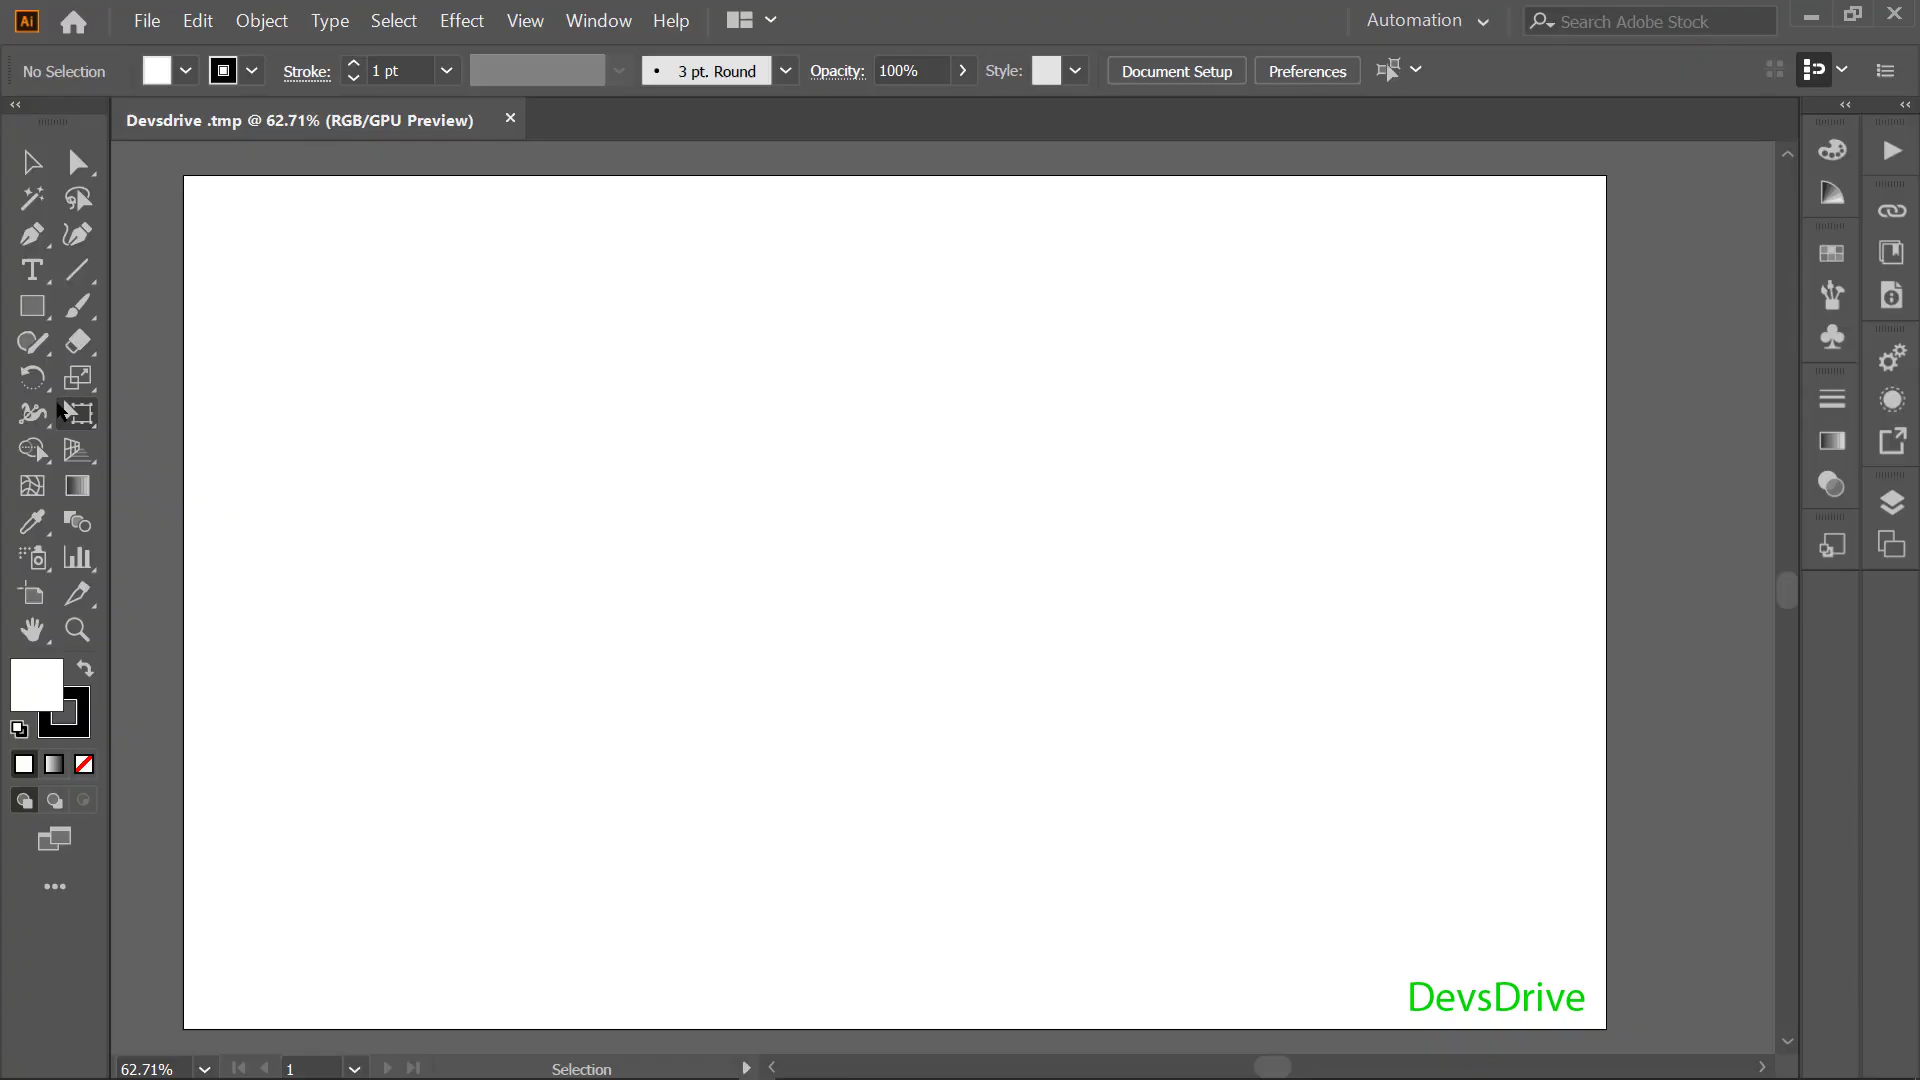 Ai File Edit Object Type Select Effect View Window Help Automation Search Adobe Stock
No Selection Stroke: 1 pt 3 pt. Round Opacity: 100% Style: Document Setup Preferences
Devsdrive .tmp @ 62.71% (RGB/GPU Preview)
DevsDrive
62.71% 1 Selection